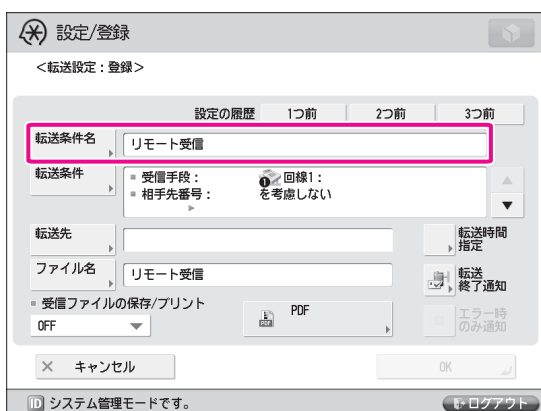 設定/登録
<転送設定：登録>
設定の履歴 1つ前 2つ前 3つ前
転送条件名 リモート受信
転送条件 ■ 受信手段： 回線1：
■ 相手先番号： を考慮しない
転送先 転送時間指定
ファイル名 リモート受信 転送終了通知
■ 受信ファイルの保存/プリント
OFF PDF PDF エラー時のみ通知
× キャンセル OK
ID システム管理モードです。 ログアウト